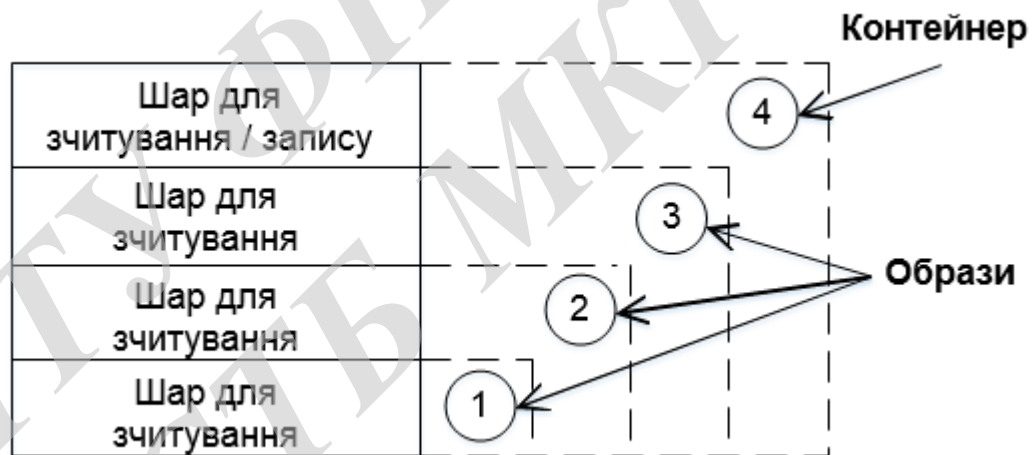 Контейнер
Шар для
зчитування / запису
4
Шар для
зчитування
3
Образи
Шар для
зчитування
2
Шар для
зчитування
1